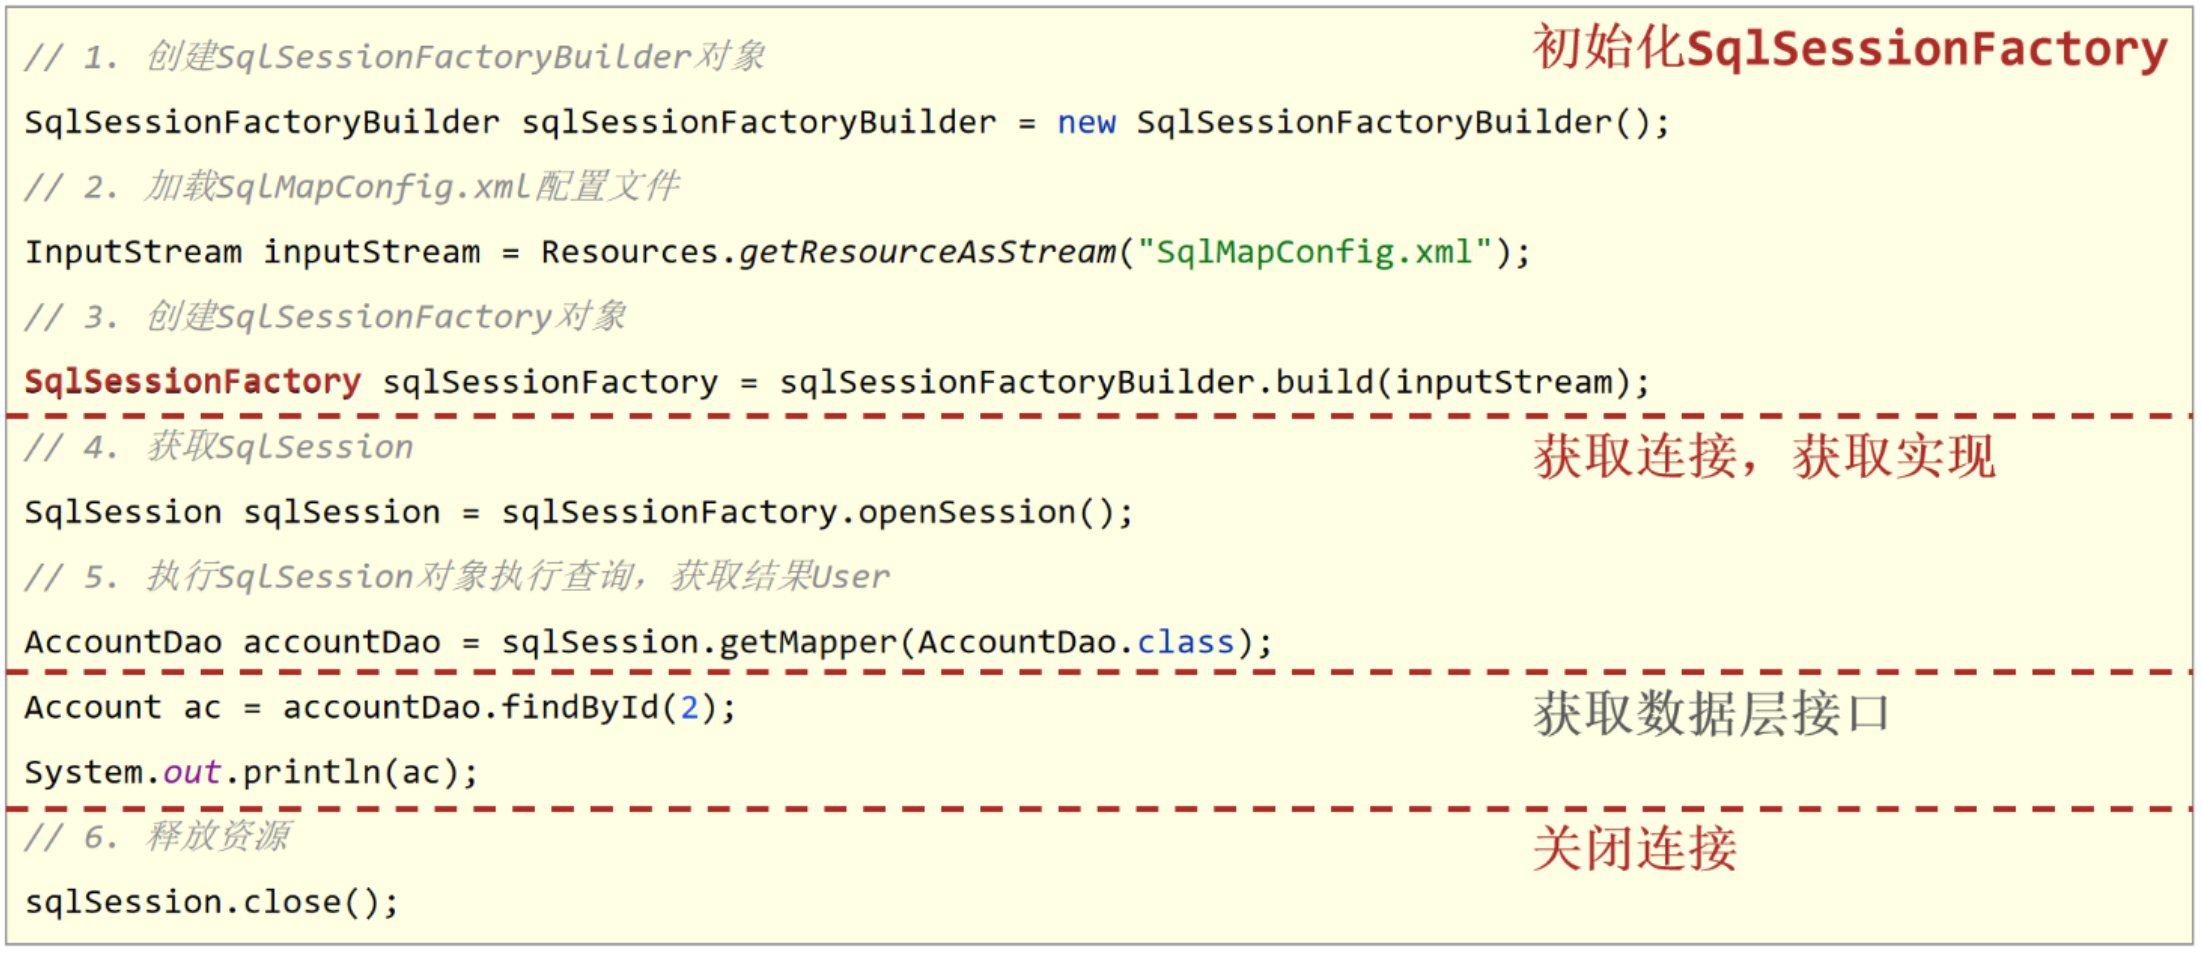 // 1. 创建SqlSessionFactoryBuilder对象
初始化SqlSessionFactory
SqlSessionFactoryBuilder sqlSessionFactoryBuilder = new SqlSessionFactoryBuilder();
// 2. 加载SqlMapConfig.xml配置文件
InputStream inputStream = Resources.getResourceAsStream("SqlMapConfig.xml");
// 3. 创建SqlSessionFactory对象
SqlSessionFactory sqlSessionFactory = sqlSessionFactoryBuilder.build(inputStream);
// 4. 获取SqlSession
获取连接，获取实现
SqlSession sqlSession = sqlSessionFactory.openSession();
// 5. 执行SqlSession对象执行查询，获取结果User
AccountDao accountDao = sqlSession.getMapper(AccountDao.class);
Account ac = accountDao.findById(2);
获取数据层接口
System.out.println(ac);
// 6. 释放资源
关闭连接
sqlSession.close();